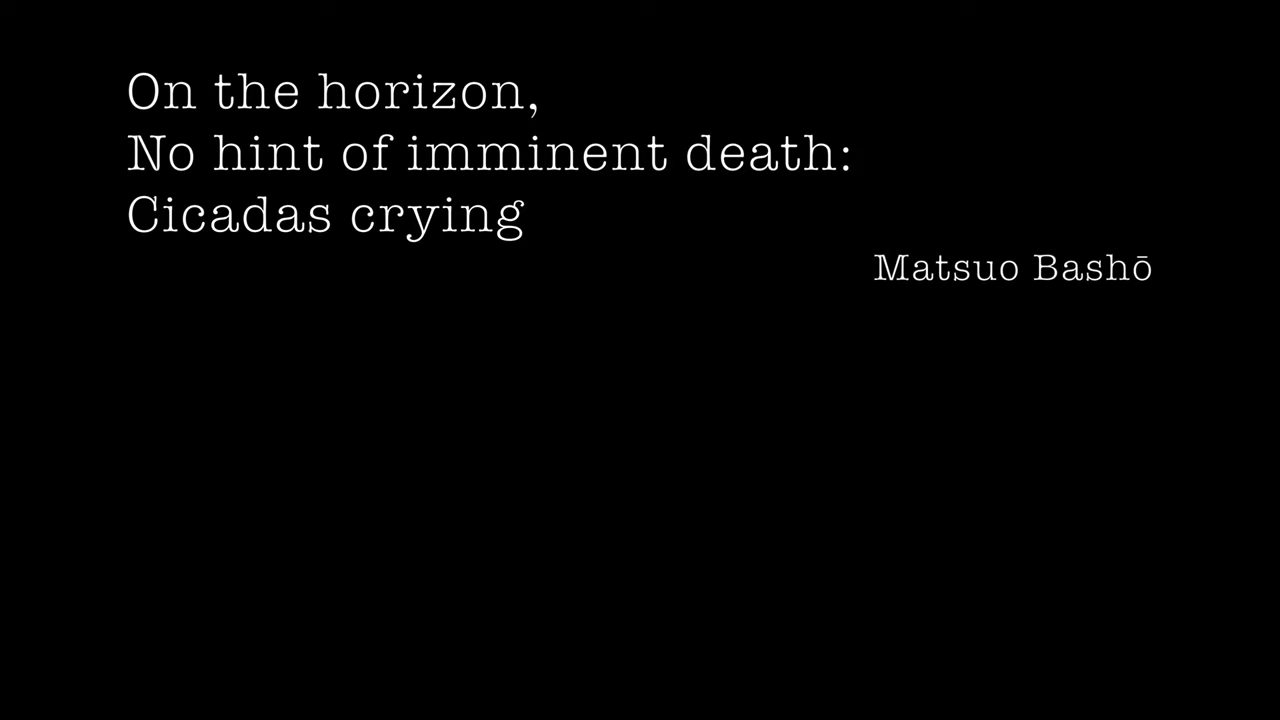 On the horizon,
No hint of imminent death:
Cicadas crying
Matsuo Bashō